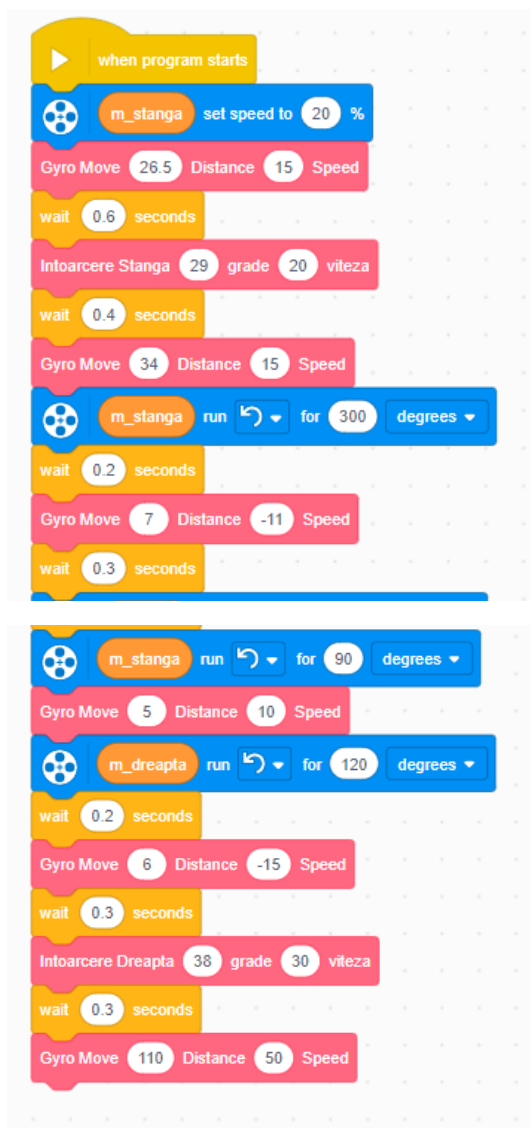 when program starts
m_stanga set speed to 20 %
Gyro Move 26.5 Distance 15 Speed
wait 0.6 seconds
Intoarcere Stanga 29 grade 20 viteza
wait 0.4 seconds
Gyro Move 34 Distance 15 Speed
m_stanga run for 300 degrees
wait 0.2 seconds
Gyro Move 7 Distance -11 Speed
wait 0.3 seconds
m_stanga run for 90 degrees
Gyro Move 5 Distance 10 Speed
m_dreapta run for 120 degrees
wait 0.2 seconds
Gyro Move 6 Distance -15 Speed
wait 0.3 seconds
Intoarcere Dreapta 38 grade 30 viteza
wait 0.3 seconds
Gyro Move 110 Distance 50 Speed